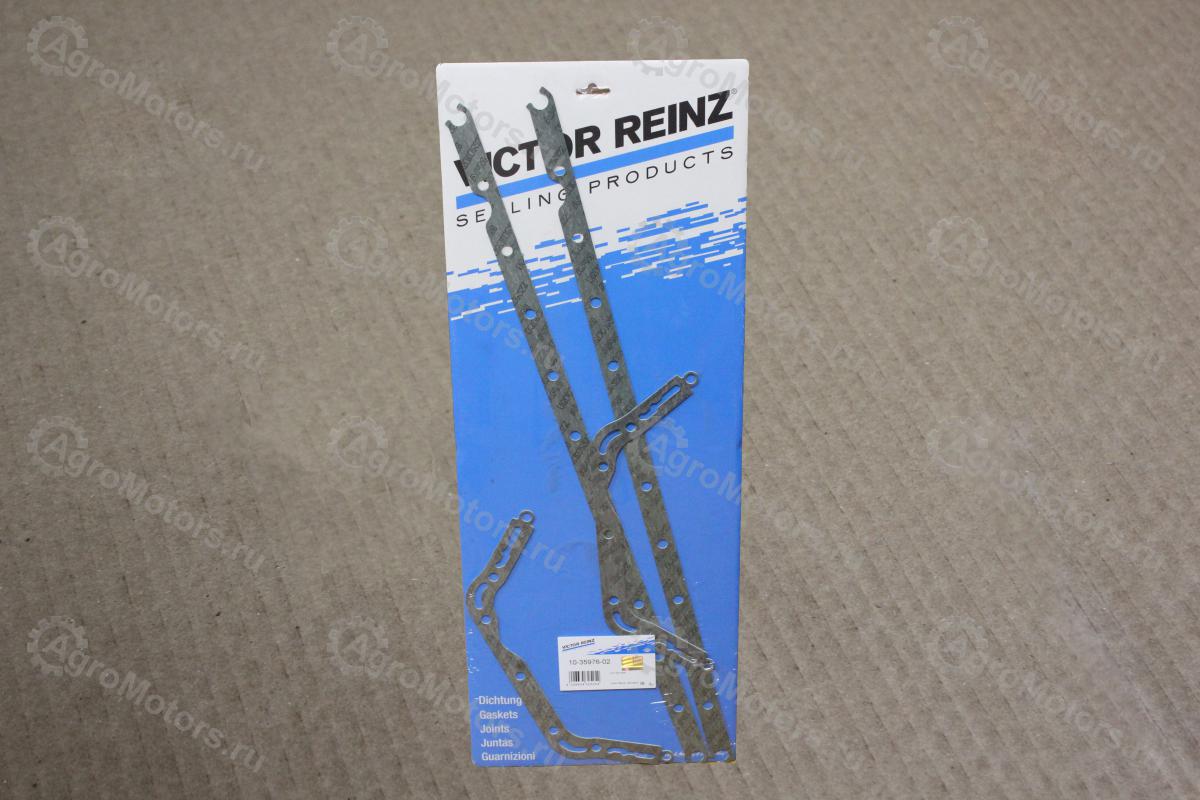 VICTOR REINZ®
SEALING PRODUCTS
VICTOR REINZ
10-35976-02
Dichtung
Gaskets
Joints
Juntas
Guarnizioni
AgroMotors.ru